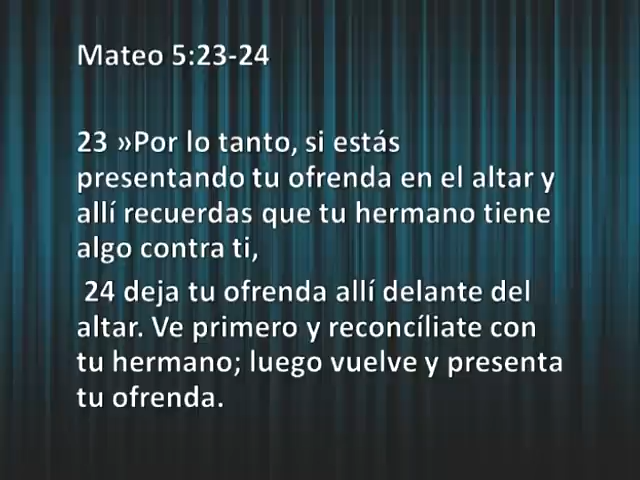 Mateo 5:23-24
23 »Por lo tanto, si estás
presentando tu ofrenda en el altar y
allí recuerdas que tu hermano tiene
algo contra ti,
24 deja tu ofrenda allí delante del
altar. Ve primero y reconcíliate con
tu hermano; luego vuelve y presenta
tu ofrenda.